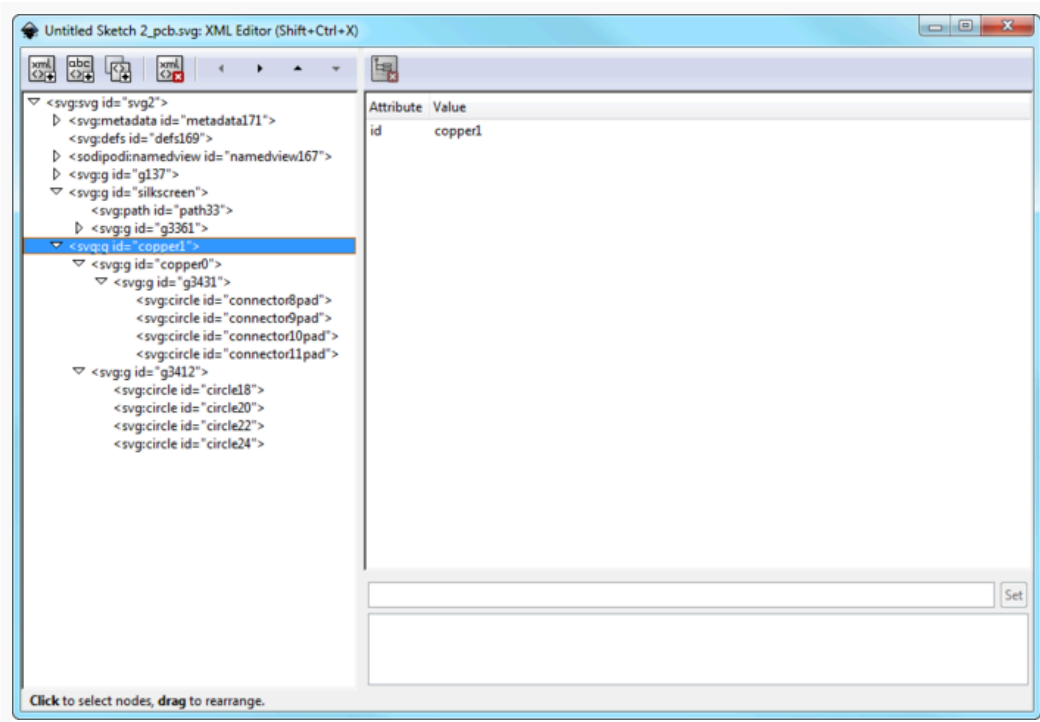 Untitled Sketch 2_pcb.svg: XML Editor (Shift+Ctrl+X)
xml
abc
xml
<svg:svg id="svg2">
<svg:metadata id="metadata171">
<svg:defs id="defs169">
<sodipodi:namedview id="namedview167">
<svg:g id="g137">
<svg:g id="silkscreen">
<svg:path id="path33">
<svg:g id="g3361">
<svg:g id="copper1">
<svg:g id="copper0">
<svg:g id="g3431">
<svg:circle id="connector8pad">
<svg:circle id="connector9pad">
<svg:circle id="connector10pad">
<svg:circle id="connector11pad">
<svg:g id="g3412">
<svg:circle id="circle18">
<svg:circle id="circle20">
<svg:circle id="circle22">
<svg:circle id="circle24">
Attribute Value
id copper1
Set
Click to select nodes, drag to rearrange.